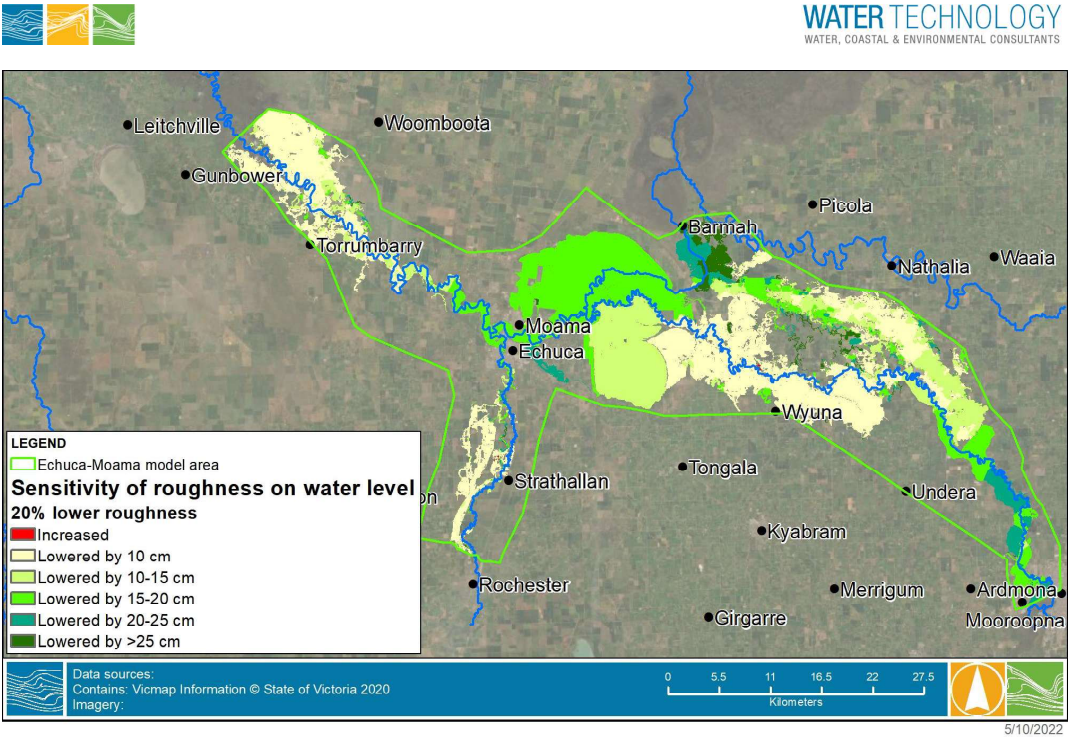 WATER TECHNOLOGY
WATER, COASTAL & ENVIRONMENTAL CONSULTANTS
Leitchville
Woomboota
Gunbower
Picola
Barmah
Torrumbarry
Waaia
Nathalia
Moama
Echuca
Wyuna
LEGEND
Echuca-Moama model area
Sensitivity of roughness on water level
20% lower roughness
Increased
Lowered by 10 cm
Lowered by 10-15 cm
Lowered by 15-20 cm
Lowered by 20-25 cm
Lowered by >25 cm
on
Tongala
Strathallan
Undera
Kyabram
Rochester
Merrigum
Ardmona
Girgarre
Mooroopna
Data sources:
Contains: Vicmap Information © State of Victoria 2020
Imagery:
0 5.5 11 16.5 22 27.5
Kilometers
5/10/2022